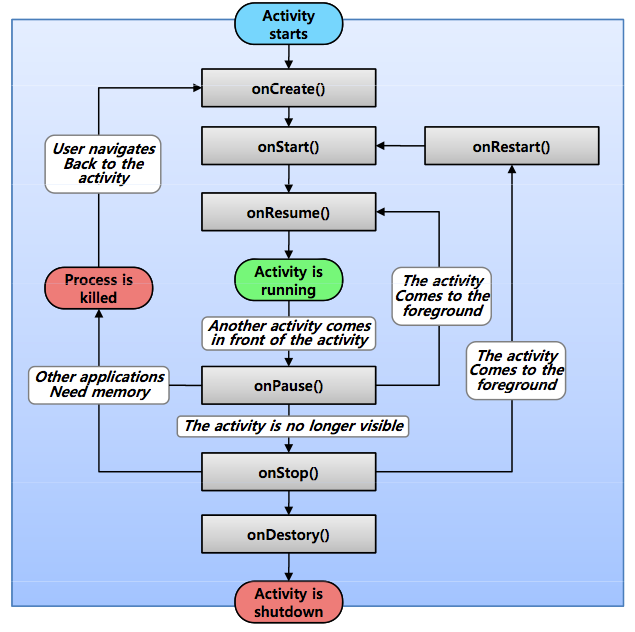 Activity
starts
onCreate()
User navigates
Back to the
activity
onStart()
onRestart()
onResume()
Process is
killed
Activity is
running
The activity
Comes to the
foreground
Another activity comes
in front of the activity
The activity
Comes to the
foreground
Other applications
Need memory
onPause()
The activity is no longer visible
onStop()
onDestory()
Activity is
shutdown